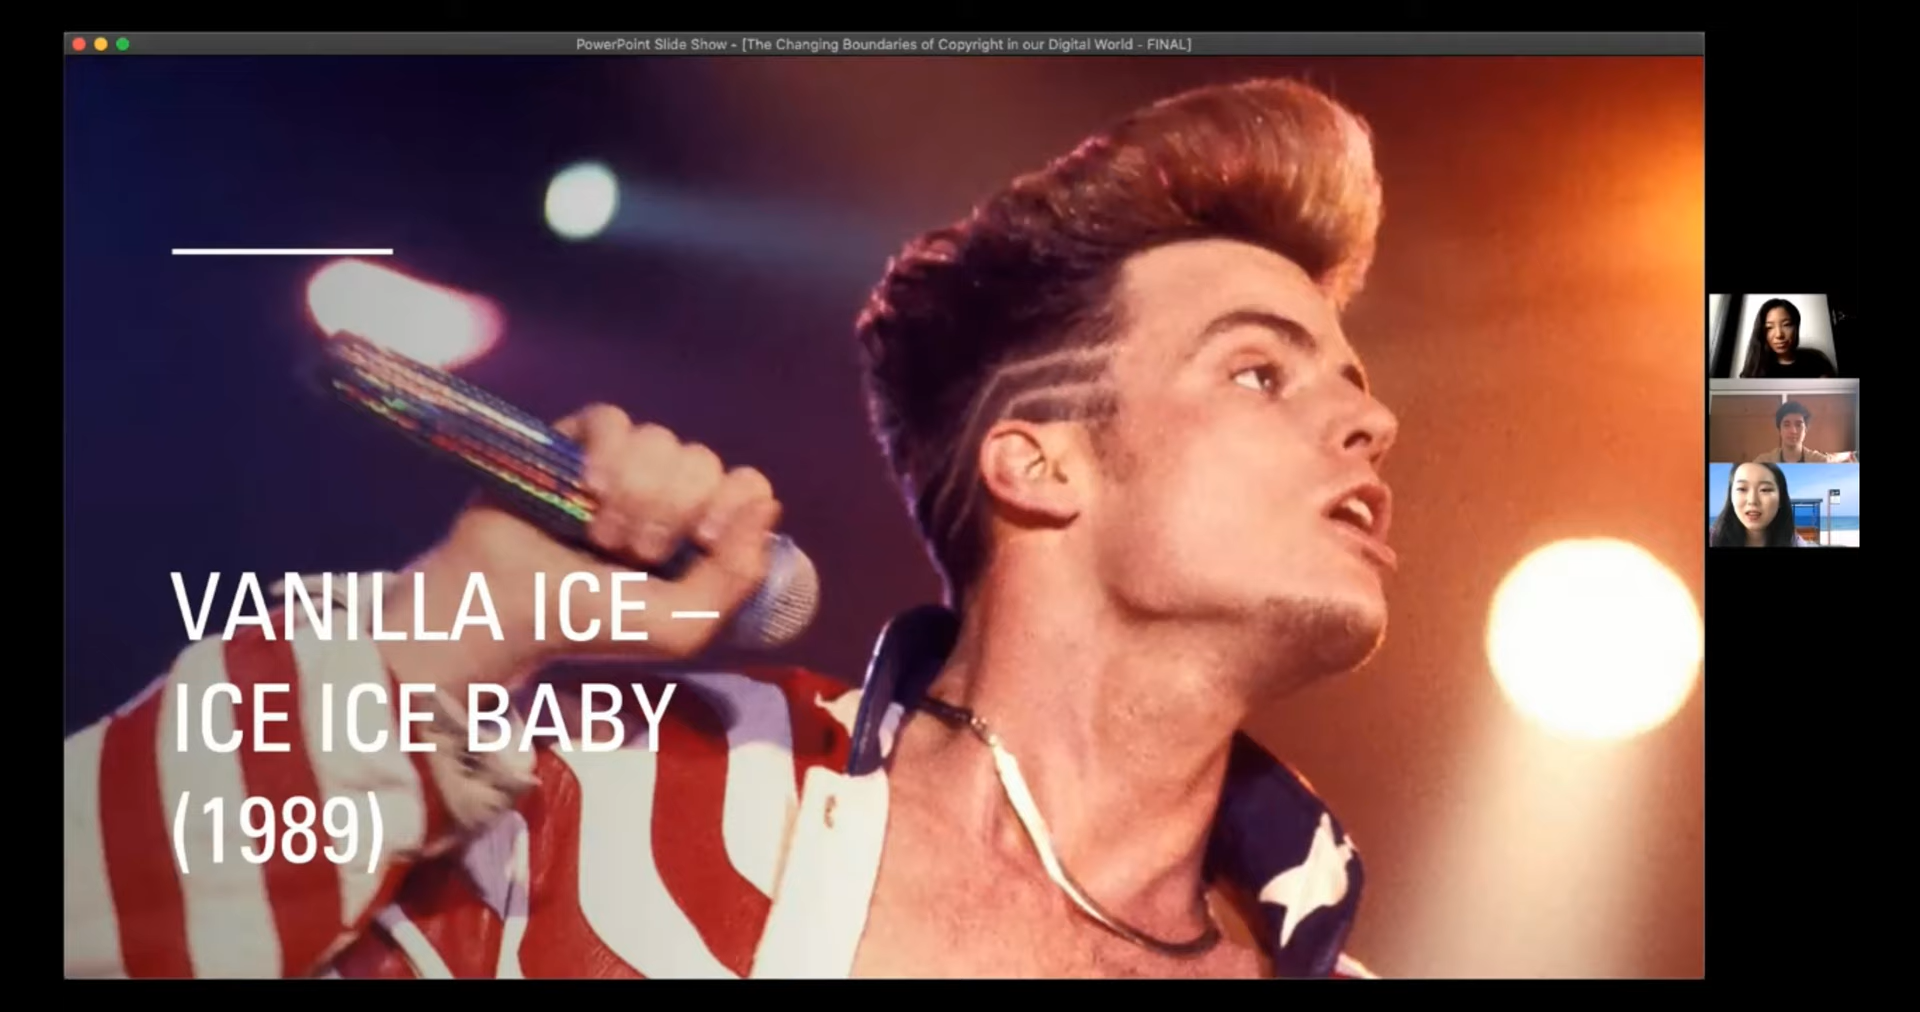 PowerPoint Slide Show - [The Changing Boundaries of Copyright in our Digital World - FINAL]
VANILLA ICE –
ICE ICE BABY
(1989)